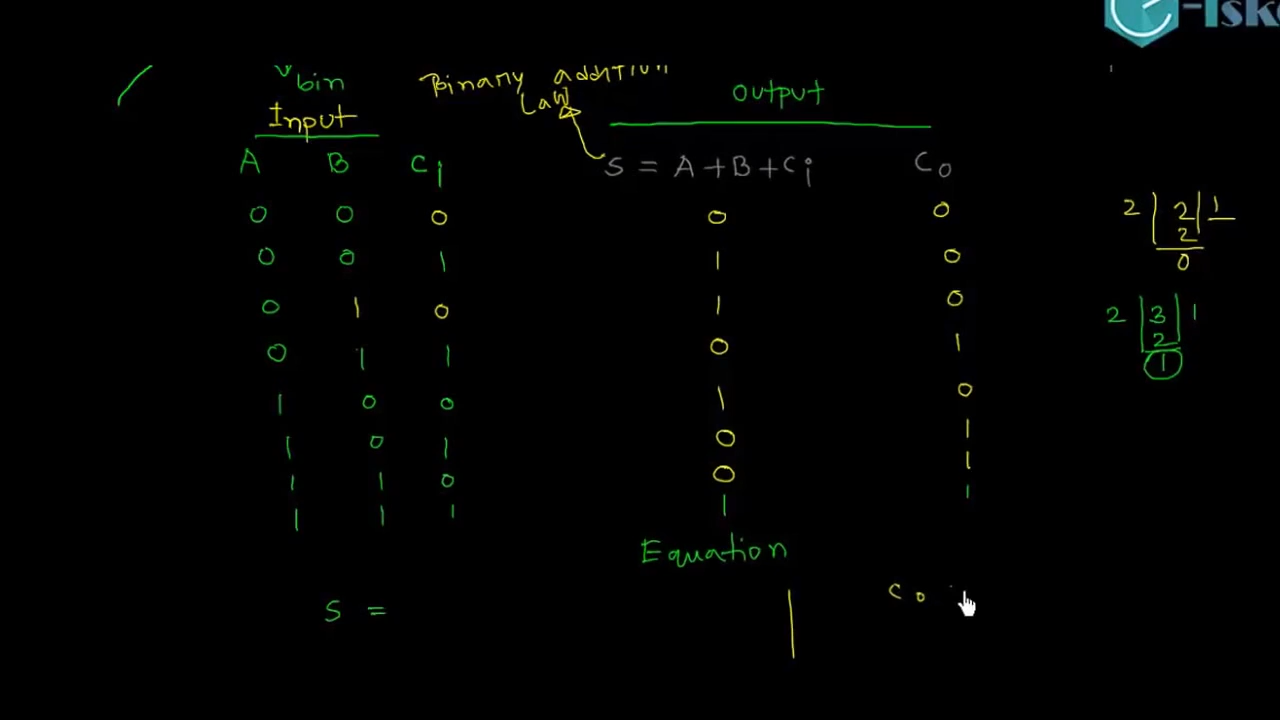 e-Isk
bin
Binary addition
Law
Input
Output
A B Ci S = A+B+Ci Co
0 0 0 0 0
0 0 1 1 0
0 1 0 1 0
0 1 1 0 1
1 0 0 1 0
1 0 1 0 1
1 1 0 0 1
1 1 1 1 1
2 2 1
2
0
2 3 1
2
1
Equation
S =
Co